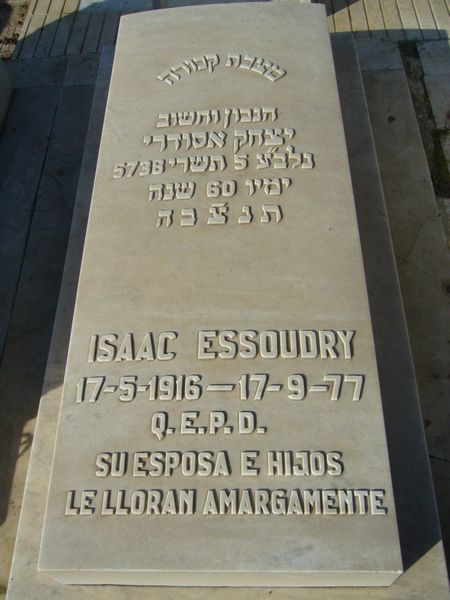 מצבת קבורה
הנבון וחשוב
יצחק אסודרי
נלב״ע 5 תשרי 5738
ימיו 60 שנה
ת נ צ ב ה
ISAAC ESSOUDRY
17-5-1916 - 17-9-77
Q.E.P.D.
SU ESPOSA E HIJOS
LE LLORAN AMARGAMENTE